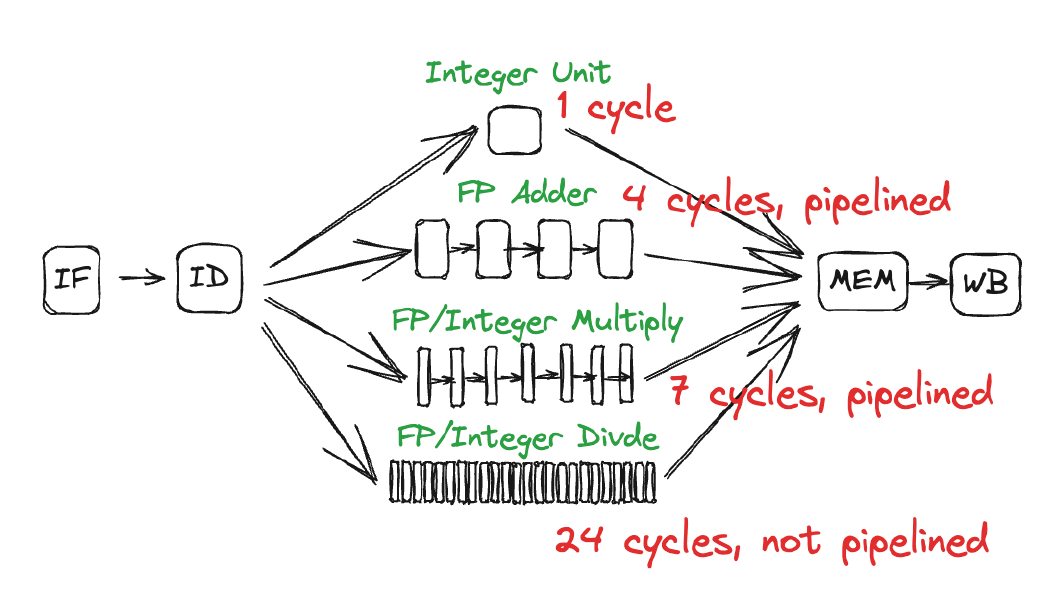 Integer Unit
1 cycle
FP Adder
4 cycles, pipelined
IF
ID
MEM
WB
FP/Integer Multiply
7 cycles, pipelined
FP/Integer Divde
24 cycles, not pipelined